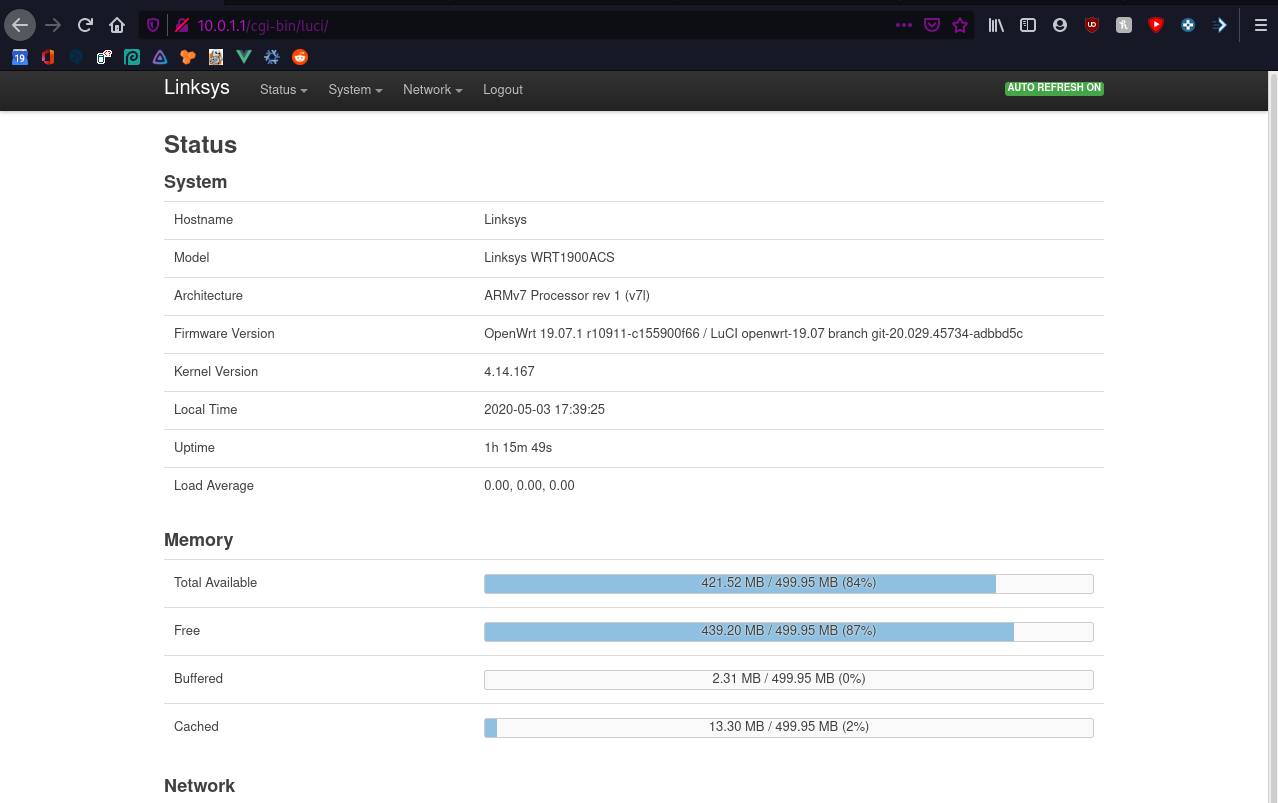 10.0.1.1/cgi-bin/luci/
19
Linksys Status System Network Logout AUTO REFRESH ON
Status
System
Hostname Linksys
Model Linksys WRT1900ACS
Architecture ARMv7 Processor rev 1 (v7l)
Firmware Version OpenWrt 19.07.1 r10911-c155900f66 / LuCI openwrt-19.07 branch git-20.029.45734-adbbd5c
Kernel Version 4.14.167
Local Time 2020-05-03 17:39:25
Uptime 1h 15m 49s
Load Average 0.00, 0.00, 0.00
Memory
Total Available 421.52 MB / 499.95 MB (84%)
Free 439.20 MB / 499.95 MB (87%)
Buffered 2.31 MB / 499.95 MB (0%)
Cached 13.30 MB / 499.95 MB (2%)
Network